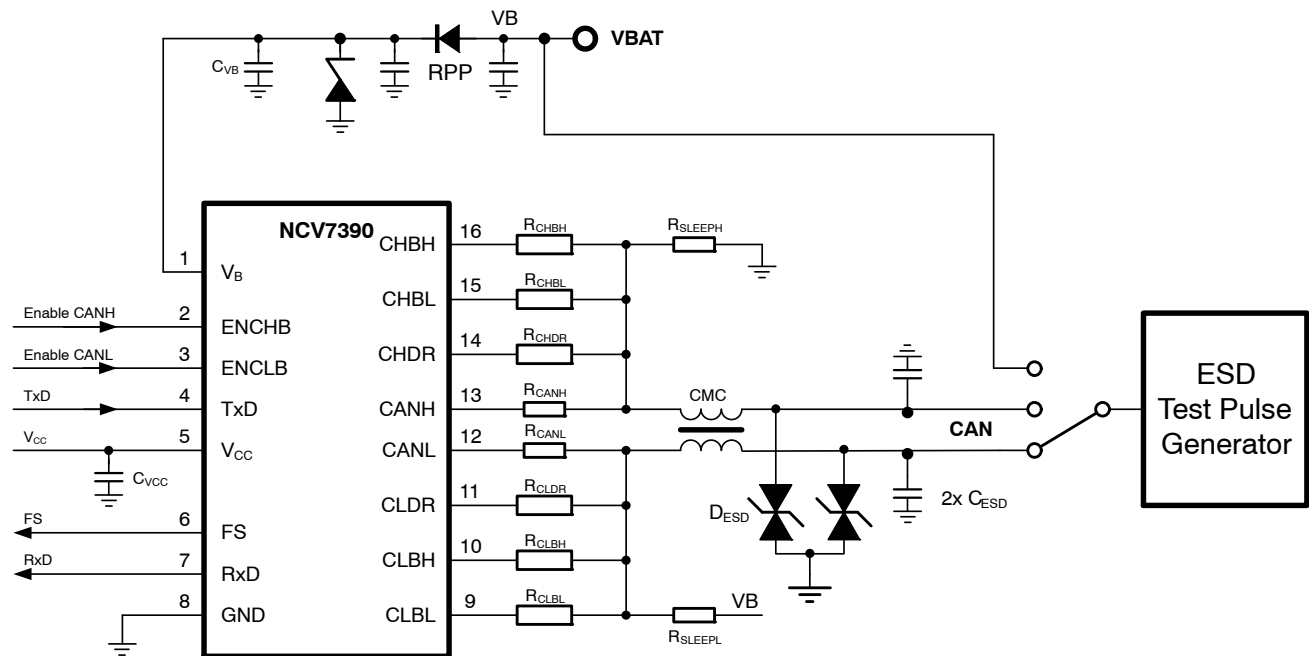 VB
VBAT
CVB
RPP
NCV7390
1 VB
Enable CANH 2 ENCHB
Enable CANL 3 ENCLB
TxD 4 TxD
VCC 5 VCC
CVCC
FS 6 FS
RxD 7 RxD
8 GND
CHBH 16 RCHBH RSLEEPH
CHBL 15 RCHBL
CHDR 14 RCHDR
CANH 13 RCANH CMC
CANL 12 RCANL
CLDR 11 RCLDR
CLBH 10 RCLBH
CLBL 9 RCLBL VB
RSLEEPL
CAN
DESD
2x CESD
ESD
Test Pulse
Generator